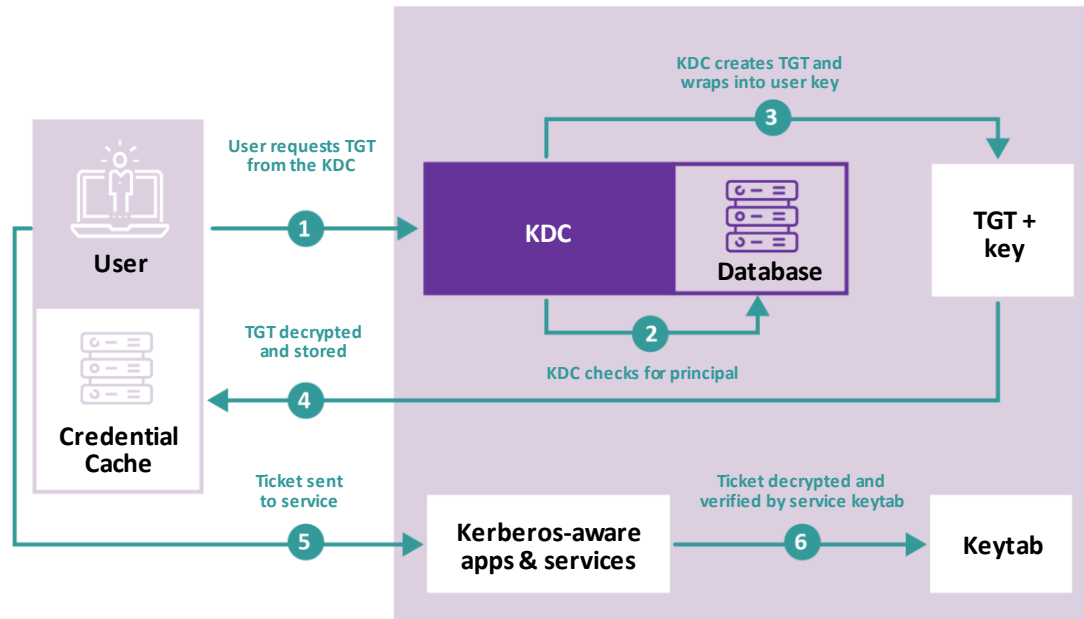 KDC creates TGT and
wraps into user key
3
User requests TGT
from the KDC
1
User
KDC
Database
TGT +
key
2
KDC checks for principal
TGT decrypted
and stored
4
Credential
Cache
Ticket sent
to service
5
Kerberos-aware
apps & services
Ticket decrypted and
verified by service keytab
6
Keytab